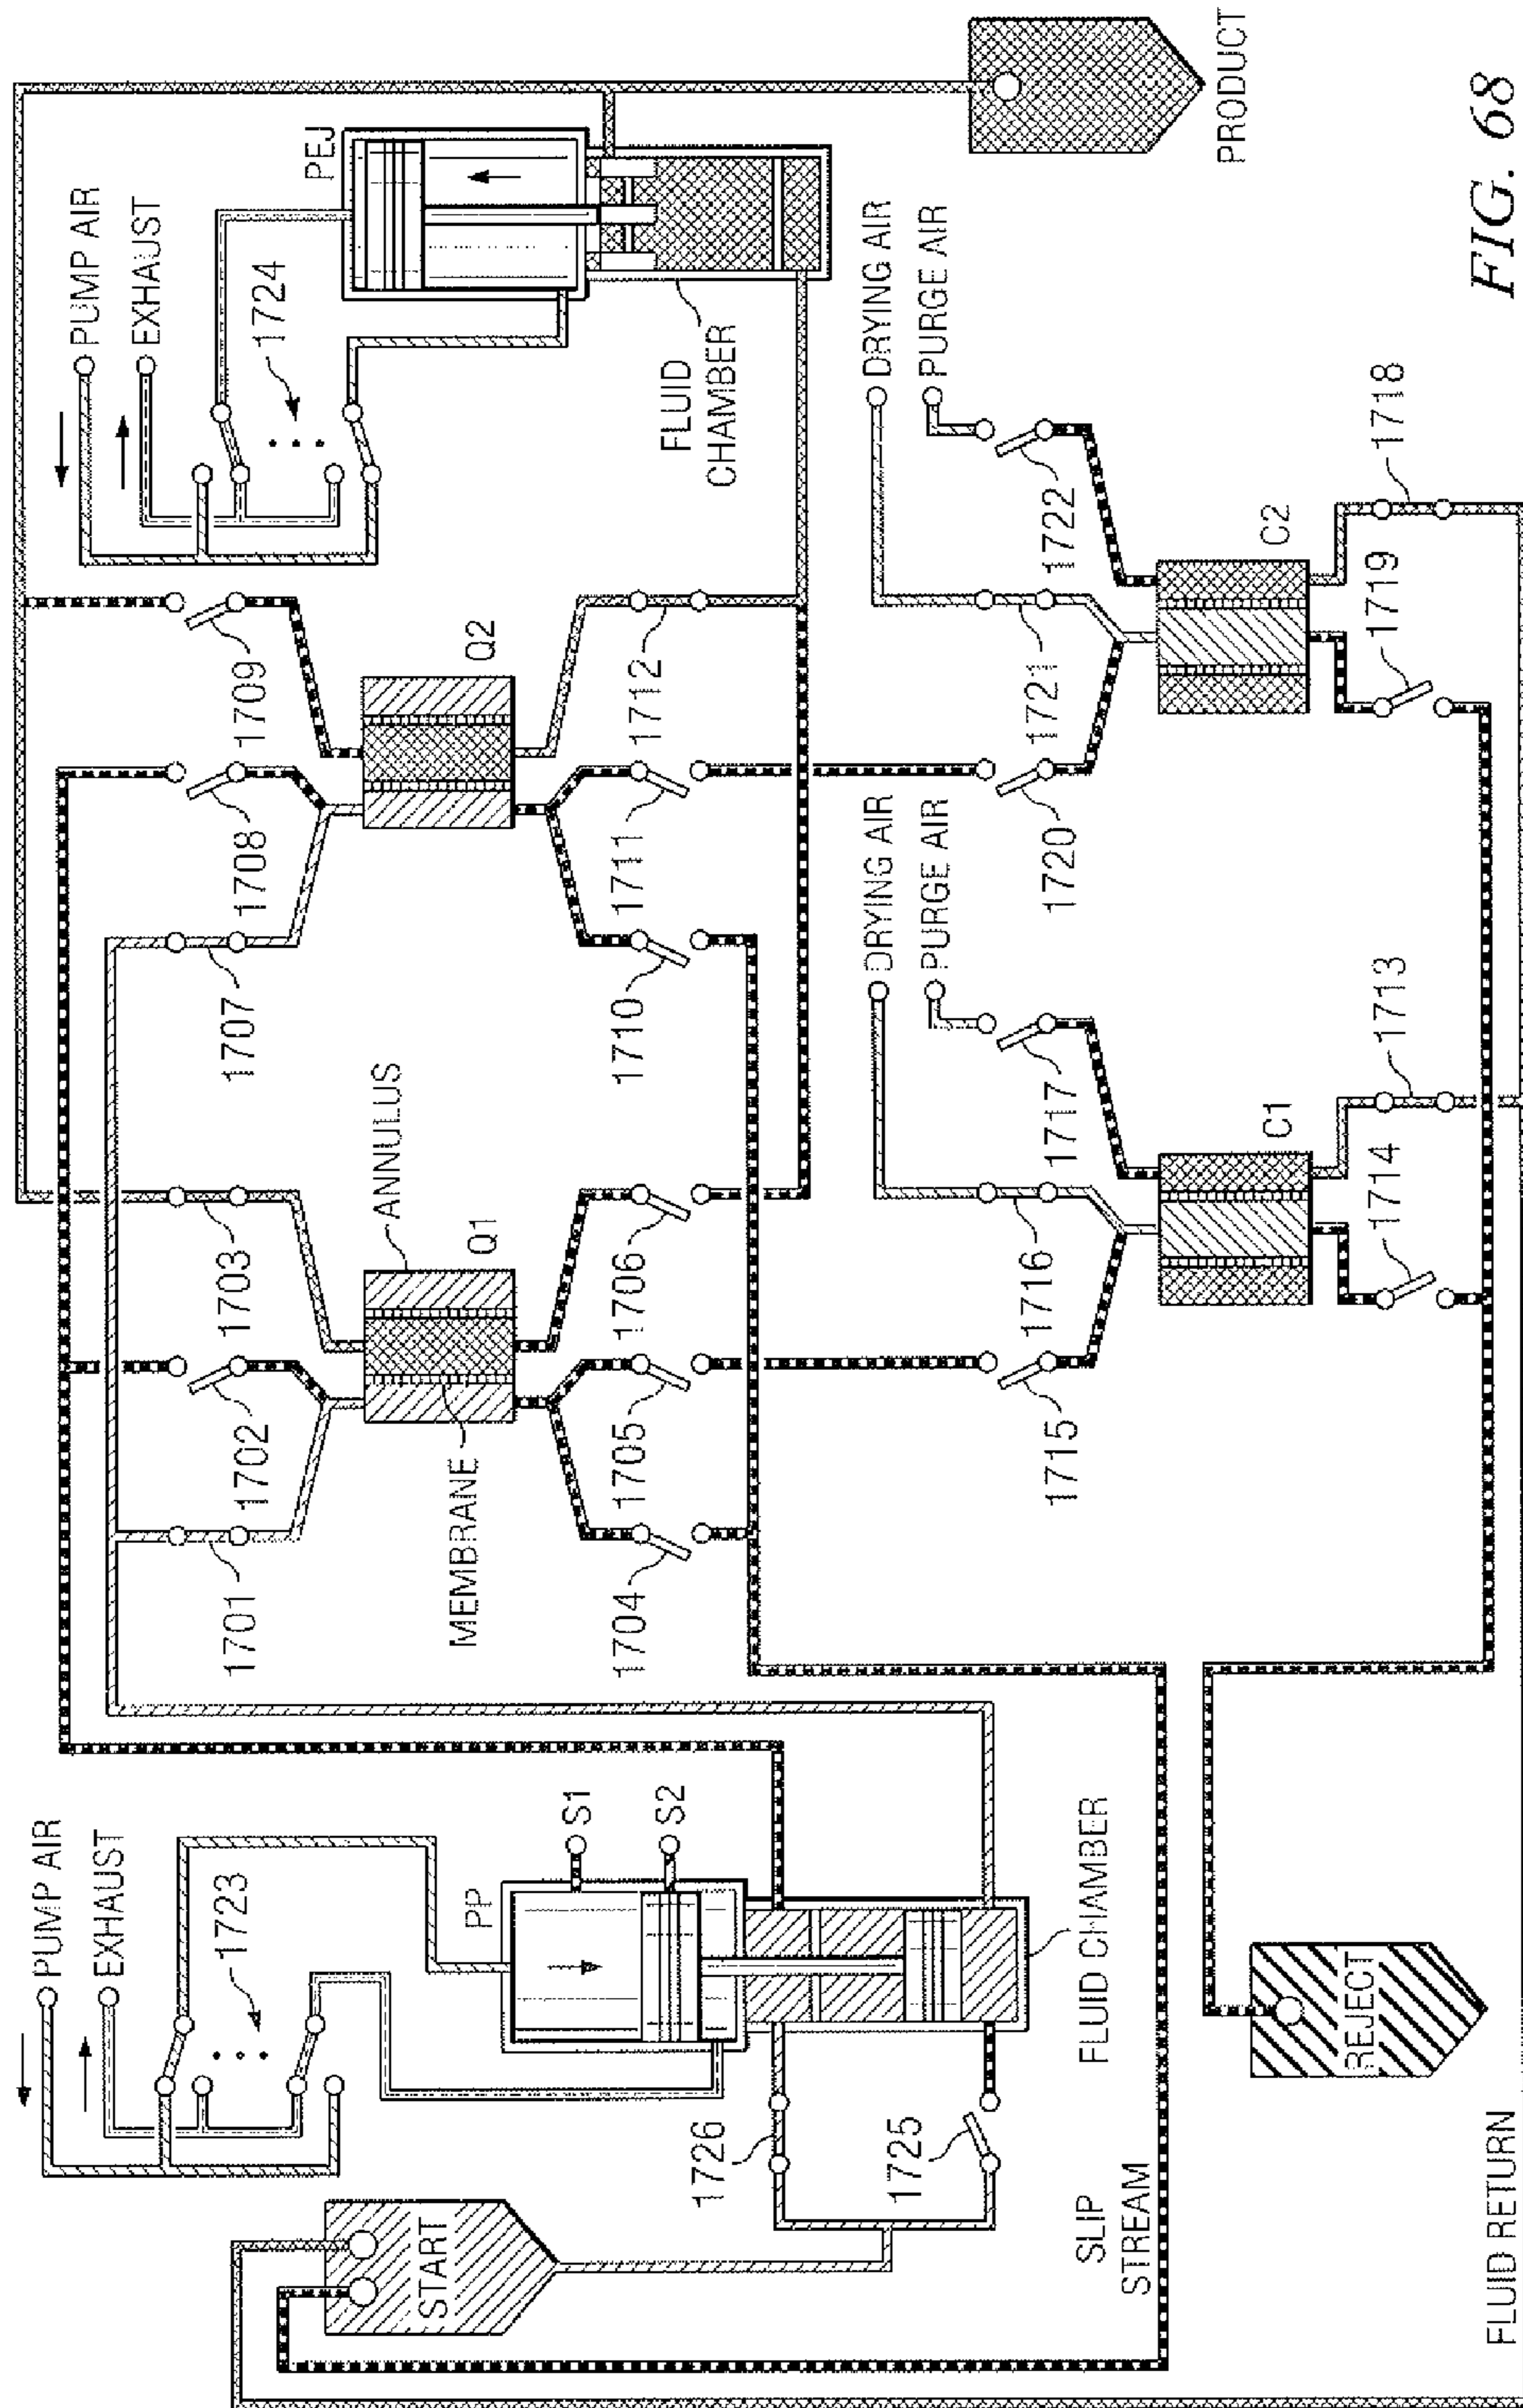 PUMP AIR
EXHAUST
1723
START
PP
S1
S2
1726
1725
FLUID CHAMBER
SLIP
STREAM
REJECT
FLUID RETURN
1701
1702
1703
ANNULUS
MEMBRANE
Q1
1704
1705
1706
1707
1708
1709
Q2
1710
1711
1712
PUMP AIR
EXHAUST
1724
PEJ
FLUID
CHAMBER
DRYING AIR
PURGE AIR
1715
1716
1717
C1
1714
1713
DRYING AIR
PURGE AIR
1720
1721
1722
C2
1719
1718
PRODUCT
FIG. 68